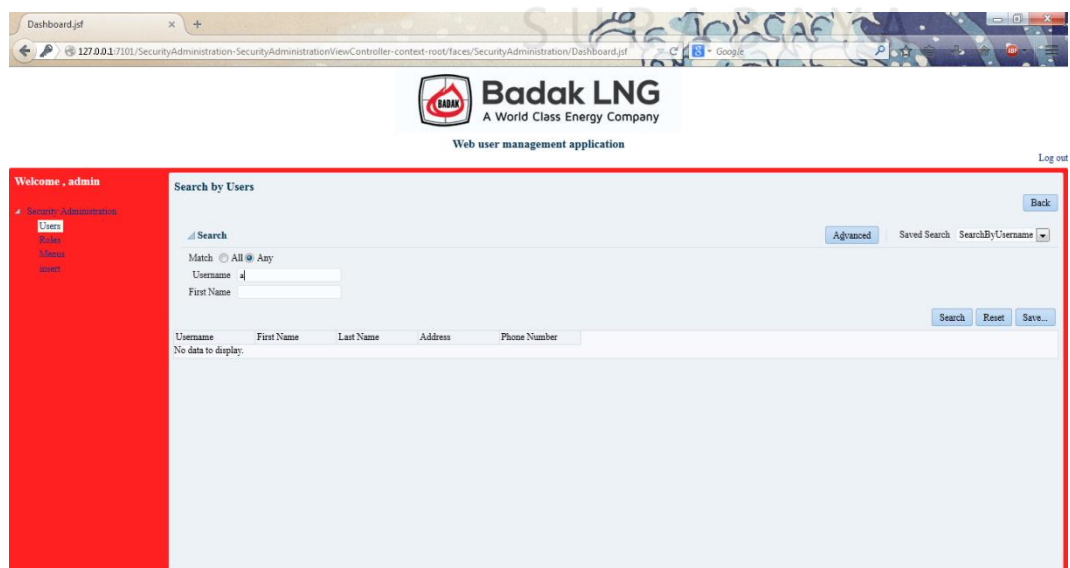 SURABAYA
Dashboard.jsf
127.0.0.1:7101/SecurityAdministration-SecurityAdministrationViewController-context-root/faces/SecurityAdministration/Dashboard.jsf
Google
BADAK
Badak LNG
A World Class Energy Company
Web user management application
Log out
Welcome , admin
Security Administration
Users
Roles
Menus
insert
Search by Users
Back
Search
Advanced
Saved Search SearchByUsername
Match All Any
Username a
First Name
Search Reset Save...
Username First Name Last Name Address Phone Number
No data to display.